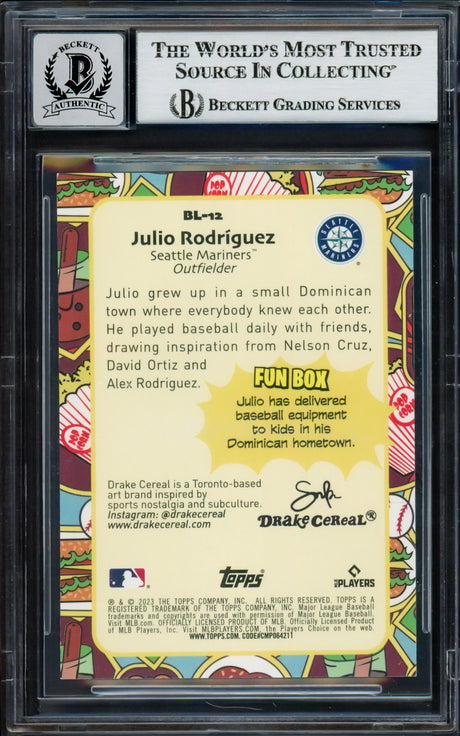 BECKETT
AUTHENTIC
THE WORLD'S MOST TRUSTED
SOURCE IN COLLECTING
BECKETT GRADING SERVICES
POP CORN
BL-12
Julio Rodríguez
Seattle Mariners™
Outfielder
SEATTLE
MARINERS
Julio grew up in a small Dominican
town where everybody knew each other.
He played baseball daily with friends,
drawing inspiration from Nelson Cruz,
David Ortiz and
Alex Rodriguez.
FUN BOX
Julio has delivered
baseball equipment
to kids in his
Dominican hometown.
POP CORN
POP CORN
Drake Cereal is a Toronto-based
art brand inspired by
sports nostalgia and subculture.
Instagram: @drakecereal
www.drakecereal.com
DRAKE CEREAL®
topps
MLB PLAYERS
® & © 2023 THE TOPPS COMPANY, INC. ALL RIGHTS RESERVED. TOPPS IS A
REGISTERED TRADEMARK OF THE TOPPS COMPANY, INC. Major League Baseball
trademarks and copyrights are used with permission of Major League Baseball.
Visit MLB.com. OFFICIALLY LICENSED PRODUCT OF MLB Players, Inc. Officially Licensed Product
of MLB Players, Inc. Visit MLBPLAYERS.com, the Players Choice on the web.
WWW.TOPPS.COM. CODE#CMP064211